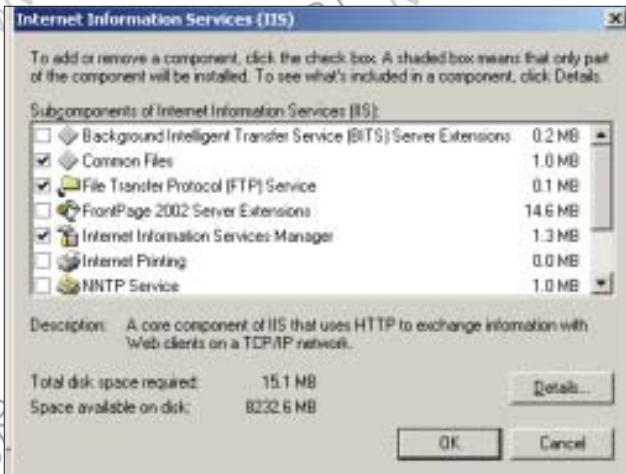 Internet Information Services (IIS)
To add or remove a component, click the check box. A shaded box means that only part
of the component will be installed. To see what's included in a component, click Details.
Subcomponents of Internet Information Services (IIS):
Background Intelligent Transfer Service (BITS) Server Extensions 0.2 MB
Common Files 1.0 MB
File Transfer Protocol (FTP) Service 0.1 MB
FrontPage 2002 Server Extensions 14.6 MB
Internet Information Services Manager 1.3 MB
Internet Printing 0.0 MB
NNTP Service 1.0 MB
Description: A core component of IIS that uses HTTP to exchange information with
Web clients on a TCP/IP network.
Total disk space required: 15.1 MB
Space available on disk: 8232.6 MB
Details...
OK
Cancel